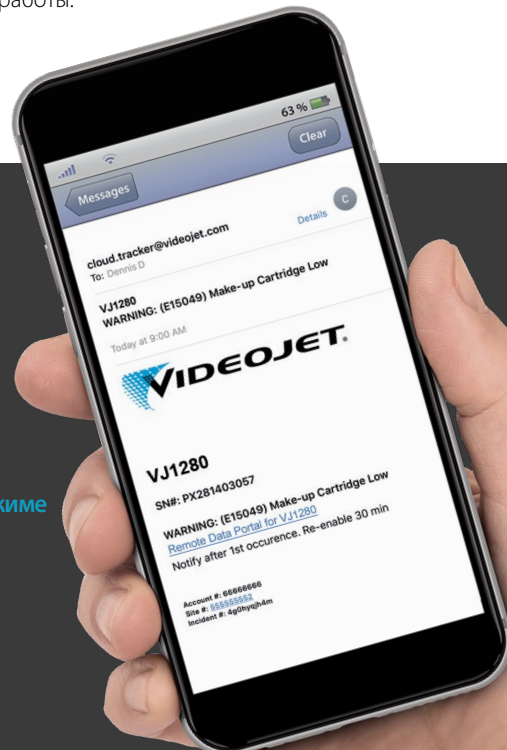 работы.
63 %
Messages
Clear
cloud.tracker@videojet.com
To: Dennis D
Details
C
VJ1280
WARNING: (E15049) Make-up Cartridge Low
Today at 9:00 AM
VIDEOJET.
VJ1280
SN#: PX281403057
WARNING: (E15049) Make-up Cartridge Low
Remote Data Portal for VJ1280
Notify after 1st occurence. Re-enable 30 min
Account #: 66666666
Site #: 555555552
Incident #: 4g0hyqjh4m